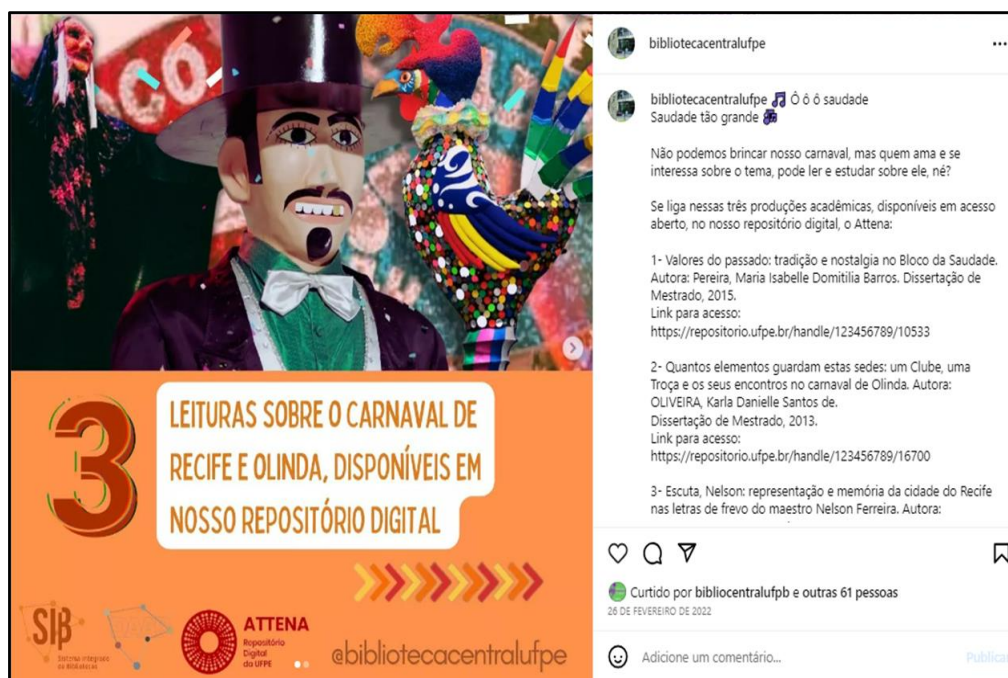 ACO
3
LEITURAS SOBRE O CARNAVAL DE
RECIFE E OLINDA, DISPONÍVEIS EM
NOSSO REPOSITÓRIO DIGITAL
SIB
Sistema Integrado
de Bibliotecas
ATTENA
Repositório
Digital
da UFPE
@bibliotecacentralufpe
bibliotecacentralufpe
bibliotecacentralufpe 🎵 Ô ô ô saudade
Saudade tão grande 🎭
Não podemos brincar nosso carnaval, mas quem ama e se
interessa sobre o tema, pode ler e estudar sobre ele, né?
Se liga nessas três produções acadêmicas, disponíveis em acesso
aberto, no nosso repositório digital, o Attena:
1- Valores do passado: tradição e nostalgia no Bloco da Saudade.
Autora: Pereira, Maria Isabelle Domitilia Barros. Dissertação de
Mestrado, 2015.
Link para acesso:
https://repositorio.ufpe.br/handle/123456789/10533
2- Quantos elementos guardam estas sedes: um Clube, uma
Troça e os seus encontros no carnaval de Olinda. Autora:
OLIVEIRA, Karla Danielle Santos de.
Dissertação de Mestrado, 2013.
Link para acesso:
https://repositorio.ufpe.br/handle/123456789/16700
3- Escuta, Nelson: representação e memória da cidade do Recife
nas letras de frevo do maestro Nelson Ferreira. Autora:
Curtido por bibliocentralufpb e outras 61 pessoas
26 DE FEVEREIRO DE 2022
Adicione um comentário...
Publicar